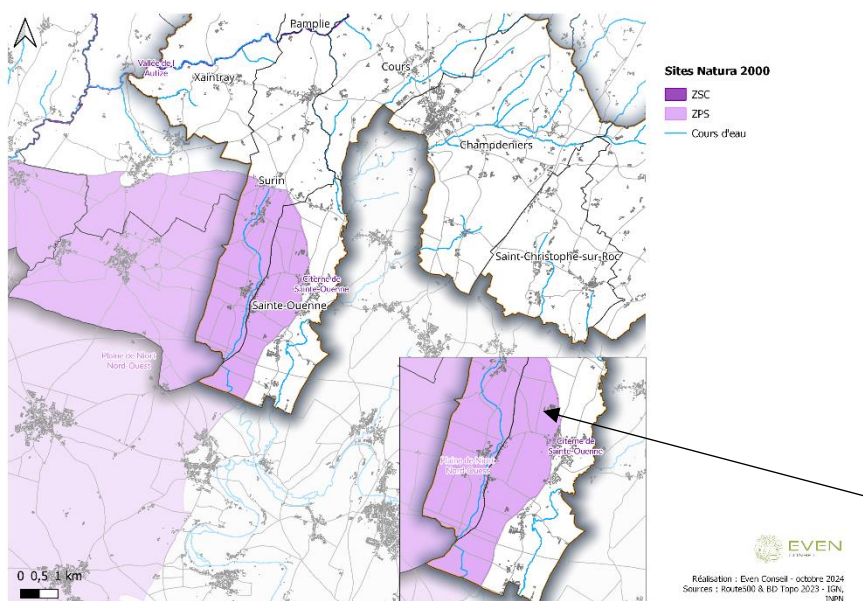 Pamplie
Vallée de l
Autize
Xaintray
Cours
Champdeniers
Surin
Saint-Christophe-sur-Roc
Citerne de
Sainte-Ouenne
Sainte-Ouenne
Plaine de Niort
Nord-Ouest
Citerne de
Sainte-Ouenne
Plaine de Niort
Nord-Ouest
0 0,5 1 km
Sites Natura 2000
ZSC
ZPS
Cours d'eau
EVEN
CONSEIL
Réalisation : Even Conseil - octobre 2024
Sources : Route500 & BD Topo 2023 - IGN,
INPN